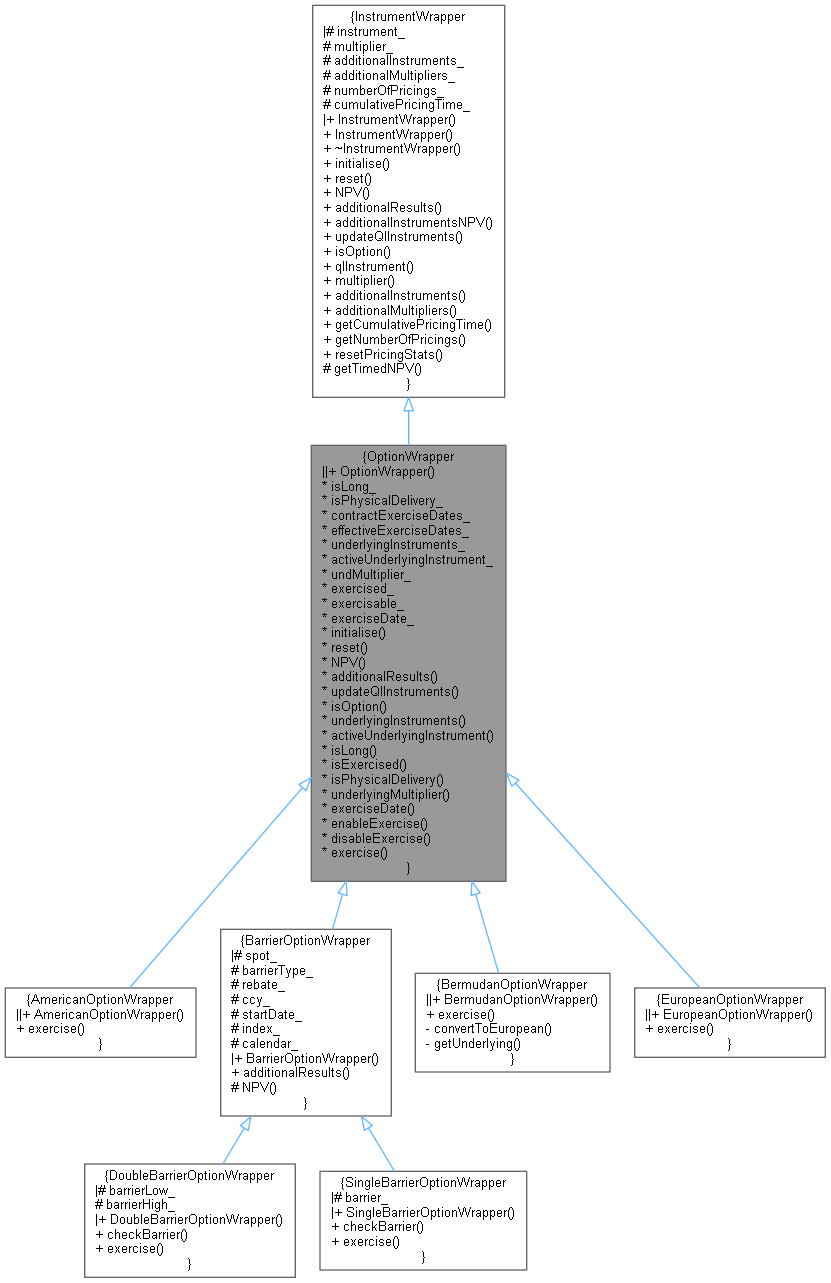 {InstrumentWrapper
|# instrument_
# multiplier_
# additionalInstruments_
# additionalMultipliers_
# numberOfPricings_
# cumulativePricingTime_
|+ InstrumentWrapper()
+ InstrumentWrapper()
+ ~InstrumentWrapper()
+ initialise()
+ reset()
+ NPV()
+ additionalResults()
+ additionalInstrumentsNPV()
+ updateQlInstruments()
+ isOption()
+ qlInstrument()
+ multiplier()
+ additionalInstruments()
+ additionalMultipliers()
+ getCumulativePricingTime()
+ getNumberOfPricings()
+ resetPricingStats()
# getTimedNPV()
}
{OptionWrapper
||+ OptionWrapper()
* isLong_
* isPhysicalDelivery_
* contractExerciseDates_
* effectiveExerciseDates_
* underlyingInstruments_
* activeUnderlyingInstrument_
* undMultiplier_
* exercised_
* exercisable_
* exerciseDate_
* initialise()
* reset()
* NPV()
* additionalResults()
* updateQlInstruments()
* isOption()
* underlyingInstruments()
* activeUnderlyingInstrument()
* isLong()
* isExercised()
* isPhysicalDelivery()
* underlyingMultiplier()
* exerciseDate()
* enableExercise()
* disableExercise()
* exercise()
}
{AmericanOptionWrapper
||+ AmericanOptionWrapper()
+ exercise()
}
{BarrierOptionWrapper
|# spot_
# barrierType_
# rebate_
# ccy_
# startDate_
# index_
# calendar_
|+ BarrierOptionWrapper()
+ additionalResults()
# NPV()
}
{BermudanOptionWrapper
||+ BermudanOptionWrapper()
+ exercise()
- convertToEuropean()
- getUnderlying()
}
{EuropeanOptionWrapper
||+ EuropeanOptionWrapper()
+ exercise()
}
{DoubleBarrierOptionWrapper
|# barrierLow_
# barrierHigh_
|+ DoubleBarrierOptionWrapper()
+ checkBarrier()
+ exercise()
}
{SingleBarrierOptionWrapper
|# barrier_
|+ SingleBarrierOptionWrapper()
+ checkBarrier()
+ exercise()
}